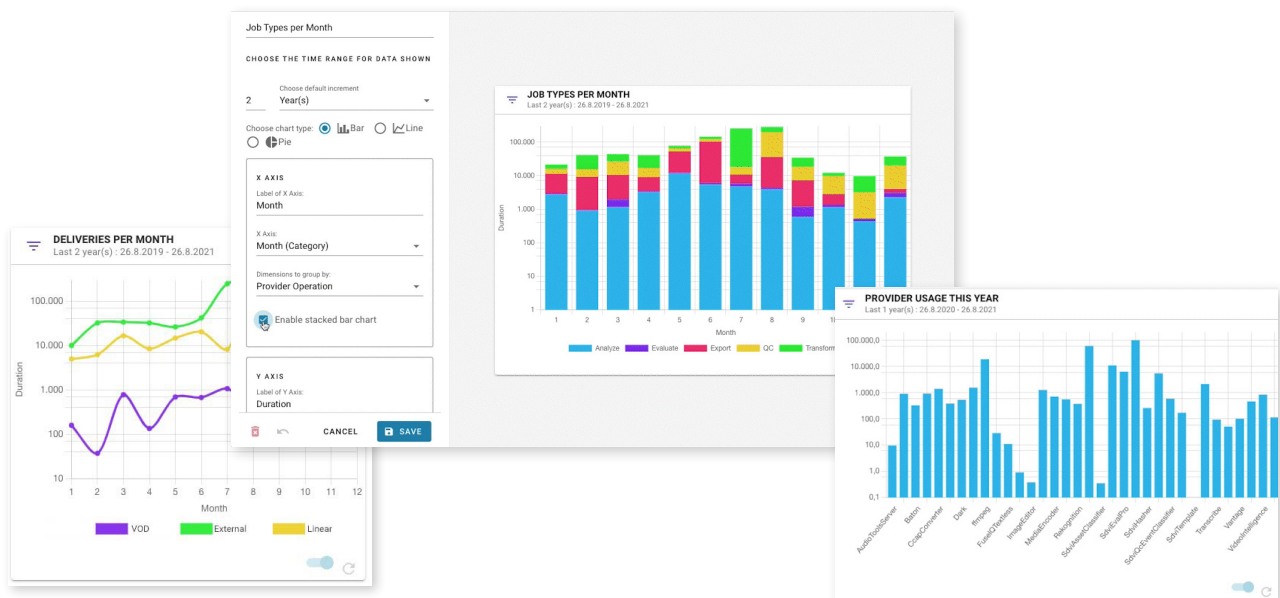 Job Types per Month
CHOOSE THE TIME RANGE FOR DATA SHOWN
Choose default increment
2 Year(s)
Choose chart type: Bar Line
Pie
X AXIS
Label of X Axis:
Month
X Axis:
Month (Category)
Dimensions to group by:
Provider Operation
Enable stacked bar chart
Y AXIS
Label of Y Axis:
Duration
CANCEL SAVE
JOB TYPES PER MONTH
Last 2 year(s) : 26.8.2019 - 26.8.2021
Duration
100.000
10.000
1.000
100
10
1
1 2 3 4 5 6 7 8 9
Month
Analyze Evaluate Export QC Transform
DELIVERIES PER MONTH
Last 2 year(s) : 26.8.2019 - 26.8.2021
Duration
100.000
10.000
1.000
100
10
1 2 3 4 5 6 7 8 9 10 11 12
Month
VOD External Linear
PROVIDER USAGE THIS YEAR
Last 1 year(s) : 26.8.2020 - 26.8.2021
100.000,0
10.000,0
1.000,0
100,0
10,0
1,0
0,1
AudioToolsServer
Baton
CcapConverter
Dark
ffmpeg
FuseIQTextless
ImageEditor
MediaEncoder
Rekognition
SdviAssetClassifier
SdviEvalPro
SdviHasher
SdviQcEventClassifier
SdviTemplate
Transcribe
Vantage
VideoIntelligence